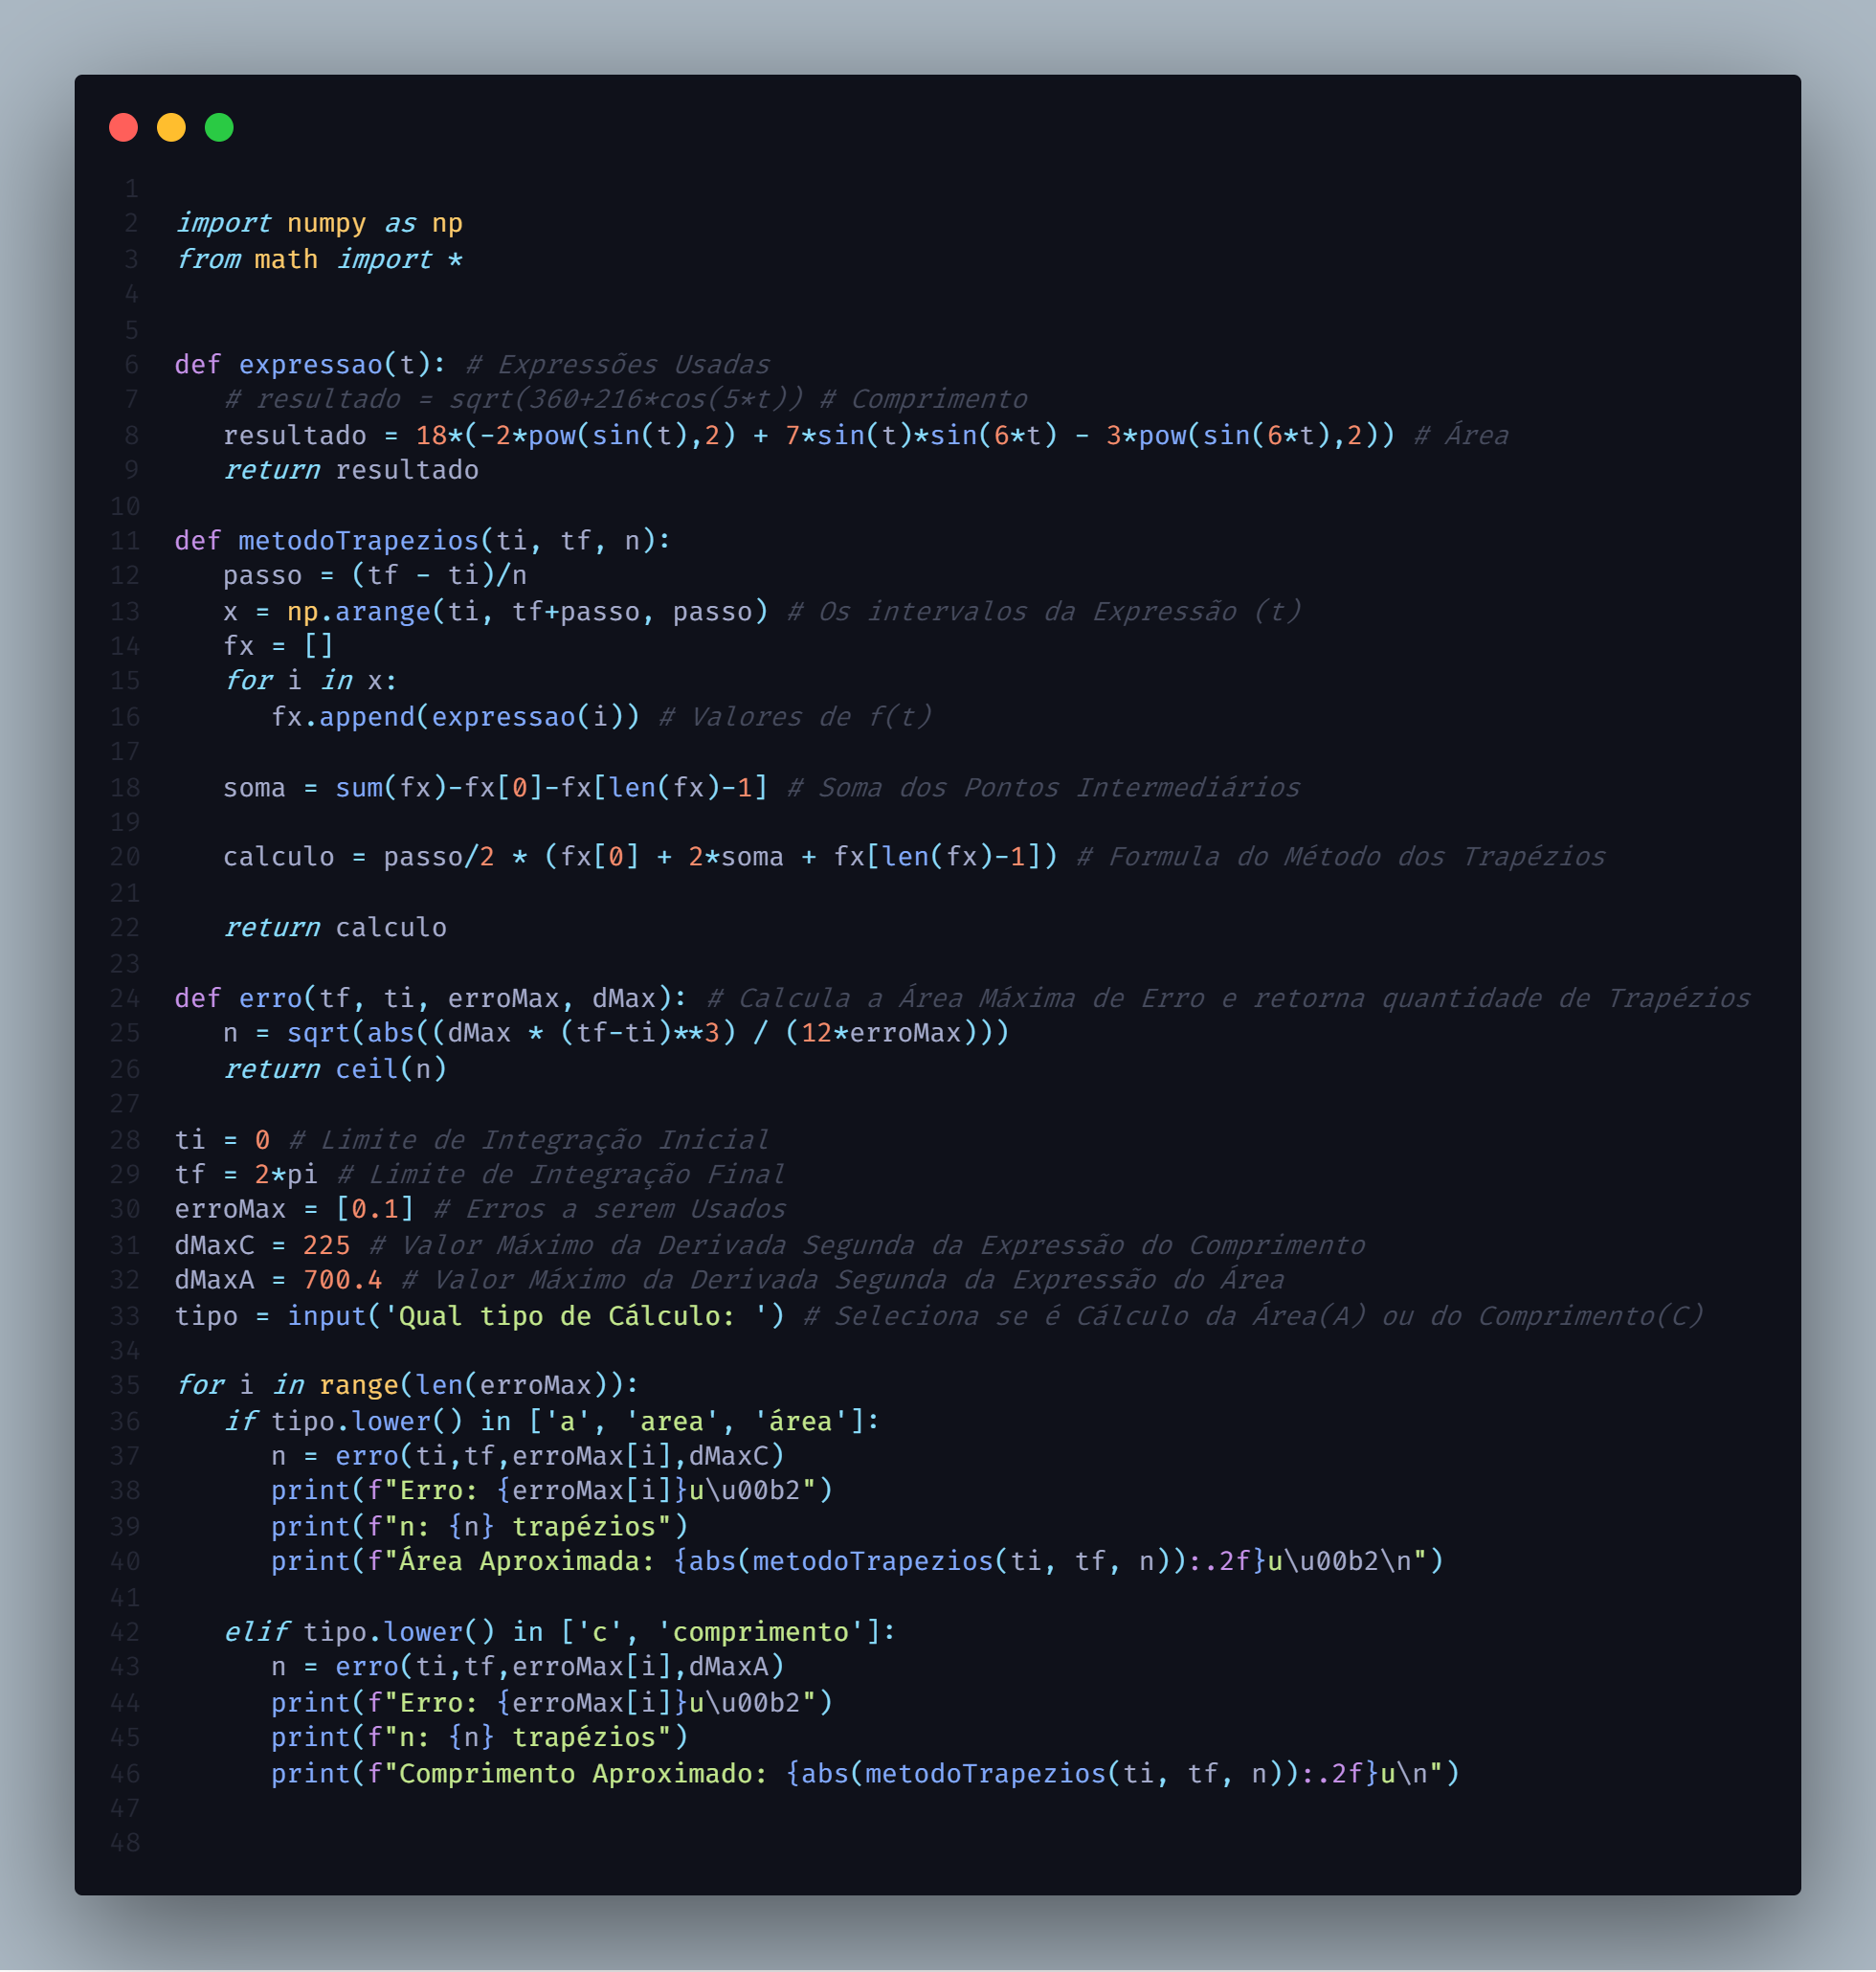 1
2 import numpy as np
3 from math import *
4
5
6 def expressao(t): # Expressões Usadas
7    # resultado = sqrt(360+216*cos(5*t)) # Comprimento
8    resultado = 18*(-2*pow(sin(t),2) + 7*sin(t)*sin(6*t) - 3*pow(sin(6*t),2)) # Área
9    return resultado
10
11 def metodoTrapezios(ti, tf, n):
12    passo = (tf - ti)/n
13    x = np.arange(ti, tf+passo, passo) # Os intervalos da Expressão (t)
14    fx = []
15    for i in x:
16       fx.append(expressao(i)) # Valores de f(t)
17
18    soma = sum(fx)-fx[0]-fx[len(fx)-1] # Soma dos Pontos Intermediários
19
20    calculo = passo/2 * (fx[0] + 2*soma + fx[len(fx)-1]) # Formula do Método dos Trapézios
21
22    return calculo
23
24 def erro(tf, ti, erroMax, dMax): # Calcula a Área Máxima de Erro e retorna quantidade de Trapézios
25    n = sqrt(abs((dMax * (tf-ti)**3) / (12*erroMax)))
26    return ceil(n)
27
28 ti = 0 # Limite de Integração Inicial
29 tf = 2*pi # Limite de Integração Final
30 erroMax = [0.1] # Erros a serem Usados
31 dMaxC = 225 # Valor Máximo da Derivada Segunda da Expressão do Comprimento
32 dMaxA = 700.4 # Valor Máximo da Derivada Segunda da Expressão do Área
33 tipo = input('Qual tipo de Cálculo: ') # Seleciona se é Cálculo da Área(A) ou do Comprimento(C)
34
35 for i in range(len(erroMax)):
36    if tipo.lower() in ['a', 'area', 'área']:
37       n = erro(ti,tf,erroMax[i],dMaxC)
38       print(f"Erro: {erroMax[i]}u\u00b2")
39       print(f"n: {n} trapézios")
40       print(f"Área Aproximada: {abs(metodoTrapezios(ti, tf, n)):.2f}u\u00b2\n")
41
42    elif tipo.lower() in ['c', 'comprimento']:
43       n = erro(ti,tf,erroMax[i],dMaxA)
44       print(f"Erro: {erroMax[i]}u\u00b2")
45       print(f"n: {n} trapézios")
46       print(f"Comprimento Aproximado: {abs(metodoTrapezios(ti, tf, n)):.2f}u\n")
47
48